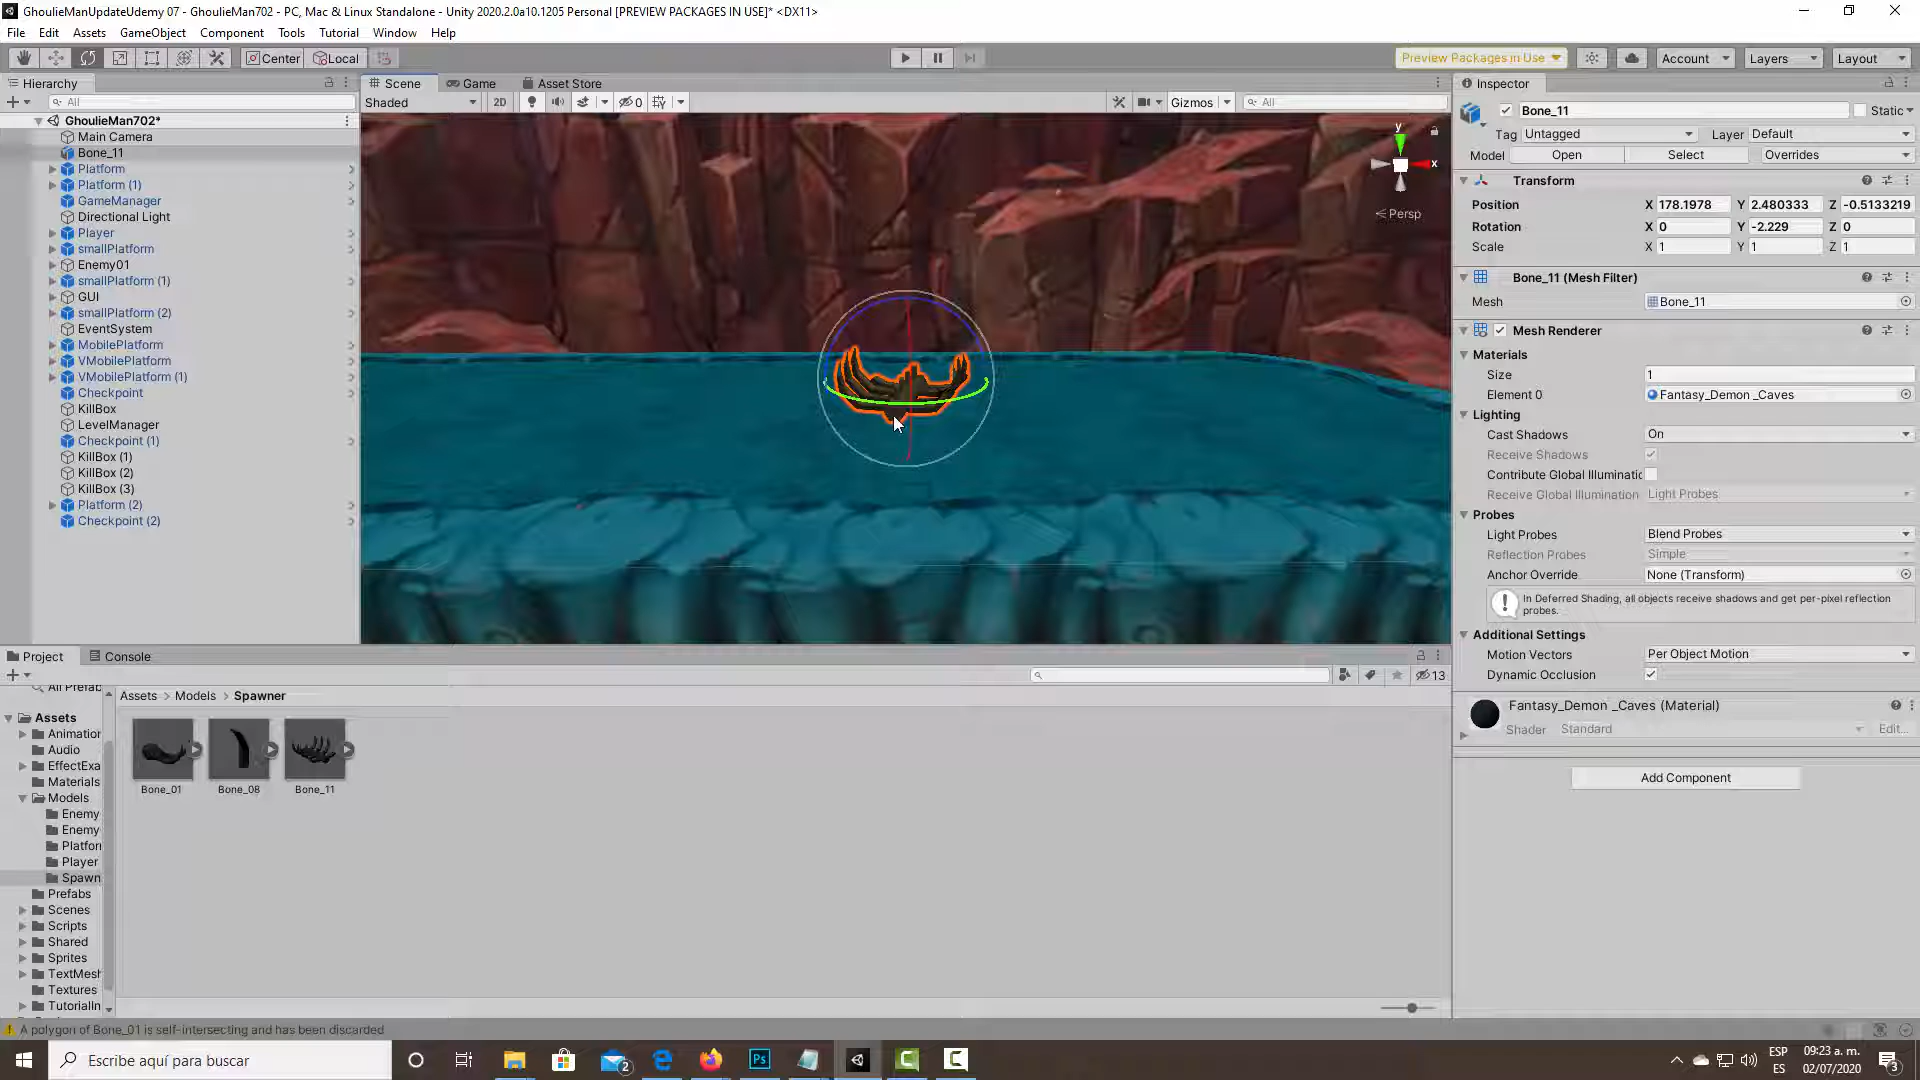 GhoulieManUpdateUdemy 07 - GhoulieMan702 - PC, Mac & Linux Standalone - Unity 2020.2.0a10.1205 Personal [PREVIEW PACKAGES IN USE]* <DX11>
File Edit Assets GameObject Component Tools Tutorial Window Help
Center Local Preview Packages in Use Account Layers Layout
Hierarchy Scene Game Asset Store Inspector
All Shaded 2D 0 Gizmos All
GhoulieMan702*
Main Camera
Bone_11
Platform
Platform (1)
GameManager
Directional Light
Player
smallPlatform
Enemy01
smallPlatform (1)
GUI
smallPlatform (2)
EventSystem
MobilePlatform
VMobilePlatform
VMobilePlatform (1)
Checkpoint
KillBox
LevelManager
Checkpoint (1)
KillBox (1)
KillBox (2)
KillBox (3)
Platform (2)
Checkpoint (2)
y
x
Persp
Bone_11 Static
Tag Untagged Layer Default
Model Open Select Overrides
Transform
Position X 178.1978 Y 2.480333 Z -0.5133219
Rotation X 0 Y -2.229 Z 0
Scale X 1 Y 1 Z 1
Bone_11 (Mesh Filter)
Mesh Bone_11
Mesh Renderer
Materials
Size 1
Element 0 Fantasy_Demon _Caves
Lighting
Cast Shadows On
Receive Shadows
Contribute Global Illuminatic
Receive Global Illumination Light Probes
Probes
Light Probes Blend Probes
Reflection Probes Simple
Anchor Override None (Transform)
In Deferred Shading, all objects receive shadows and get per-pixel reflection
probes.
Additional Settings
Motion Vectors Per Object Motion
Dynamic Occlusion
Fantasy_Demon _Caves (Material)
Shader Standard Edit...
Add Component
Project Console
13
All Prefab
Assets > Models > Spawner
Assets
Animation
Audio
EffectExa
Materials
Models
Enemy
Enemy
Platfor
Player
Spawn
Prefabs
Scenes
Scripts
Shared
Sprites
TextMesh
Textures
TutorialIn
Bone_01 Bone_08 Bone_11
A polygon of Bone_01 is self-intersecting and has been discarded
Escribe aquí para buscar
2
Ps
ESP
ES
09:23 a. m.
02/07/2020
3